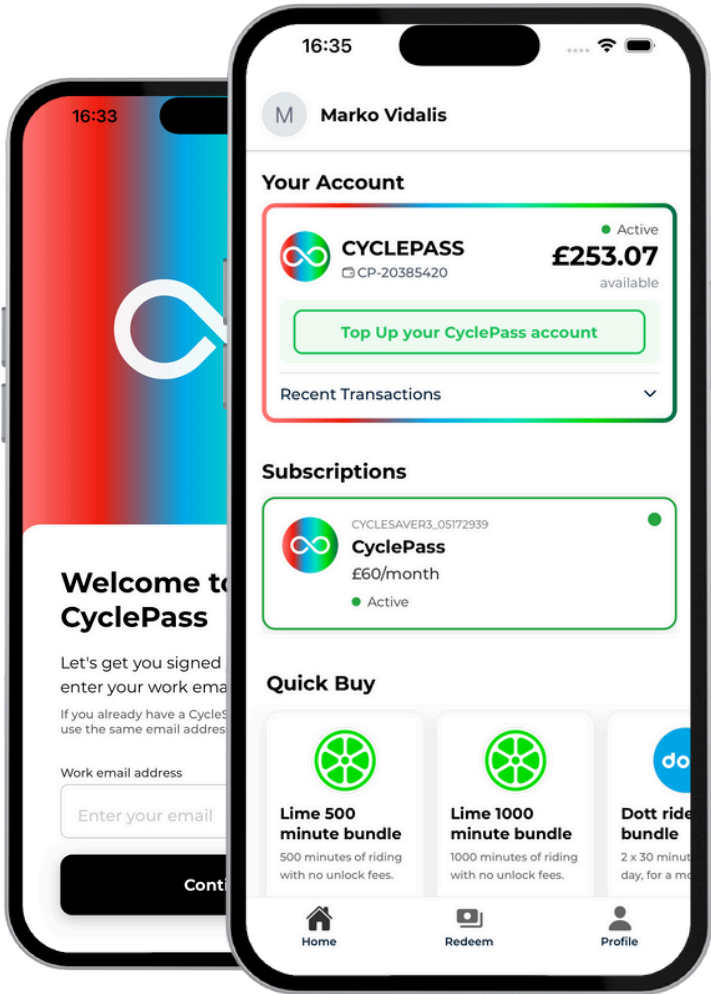 16:33
Welcome to
CyclePass
Let's get you signed
enter your work ema
If you already have a CycleS
use the same email addres
Work email address
Enter your email
Conti
16:35
M
Marko Vidalis
Your Account
CYCLEPASS
CP-20385420
Active
£253.07
available
Top Up your CyclePass account
Recent Transactions
Subscriptions
CYCLESAVER3_05172939
CyclePass
£60/month
Active
Quick Buy
Lime 500
minute bundle
500 minutes of riding
with no unlock fees.
Lime 1000
minute bundle
1000 minutes of riding
with no unlock fees.
do
Dott ride
bundle
2 x 30 minut
day, for a mo
Home
Redeem
Profile